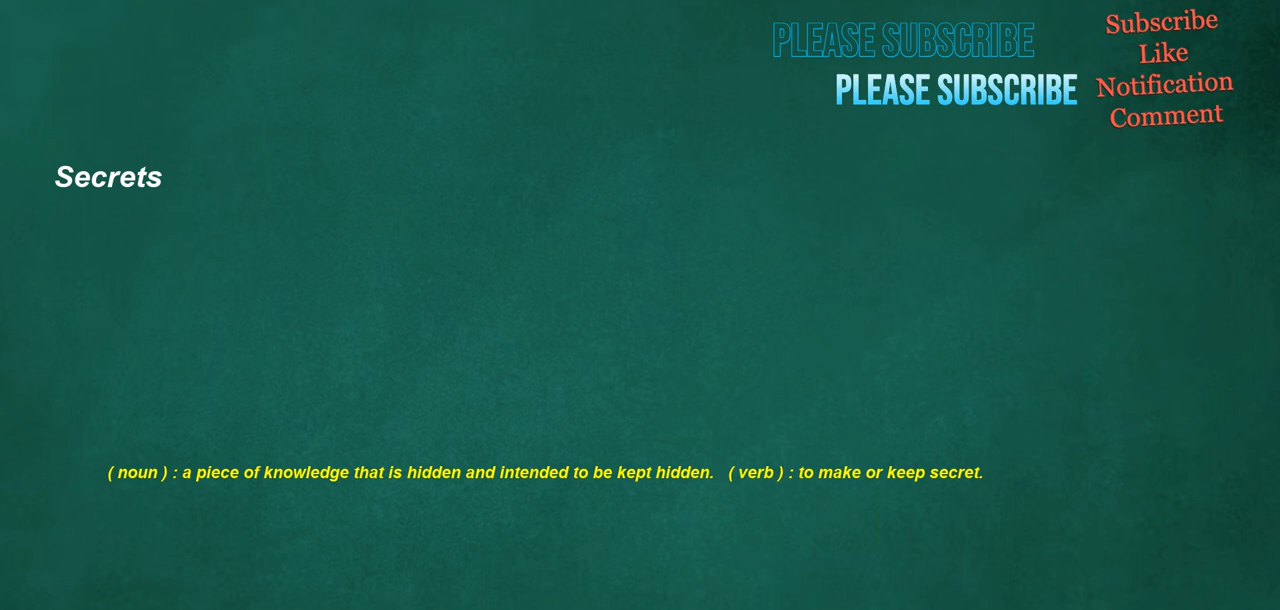 PLEASE SUBSCRIBE
PLEASE SUBSCRIBE
Subscribe
Like
Notification
Comment
Secrets
( noun ) : a piece of knowledge that is hidden and intended to be kept hidden. ( verb ) : to make or keep secret.